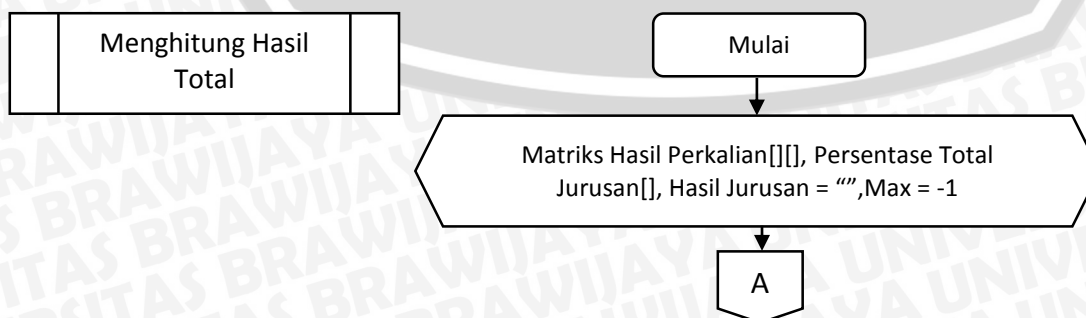 Menghitung Hasil
Total
Mulai
Matriks Hasil Perkalian[][], Persentase Total
Jurusan[], Hasil Jurusan = “”,Max = -1
A